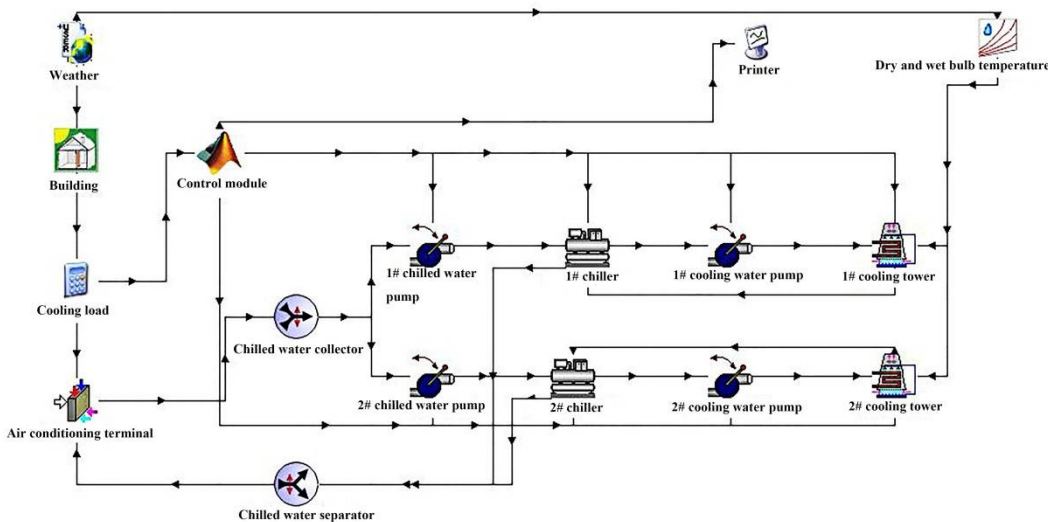 Weather
Printer
Dry and wet bulb temperature
Building
Control module
1# chilled water
pump
1# chiller
1# cooling water pump
1# cooling tower
Cooling load
Chilled water collector
2# chilled water pump
2# chiller
2# cooling water pump
2# cooling tower
Air conditioning terminal
Chilled water separator